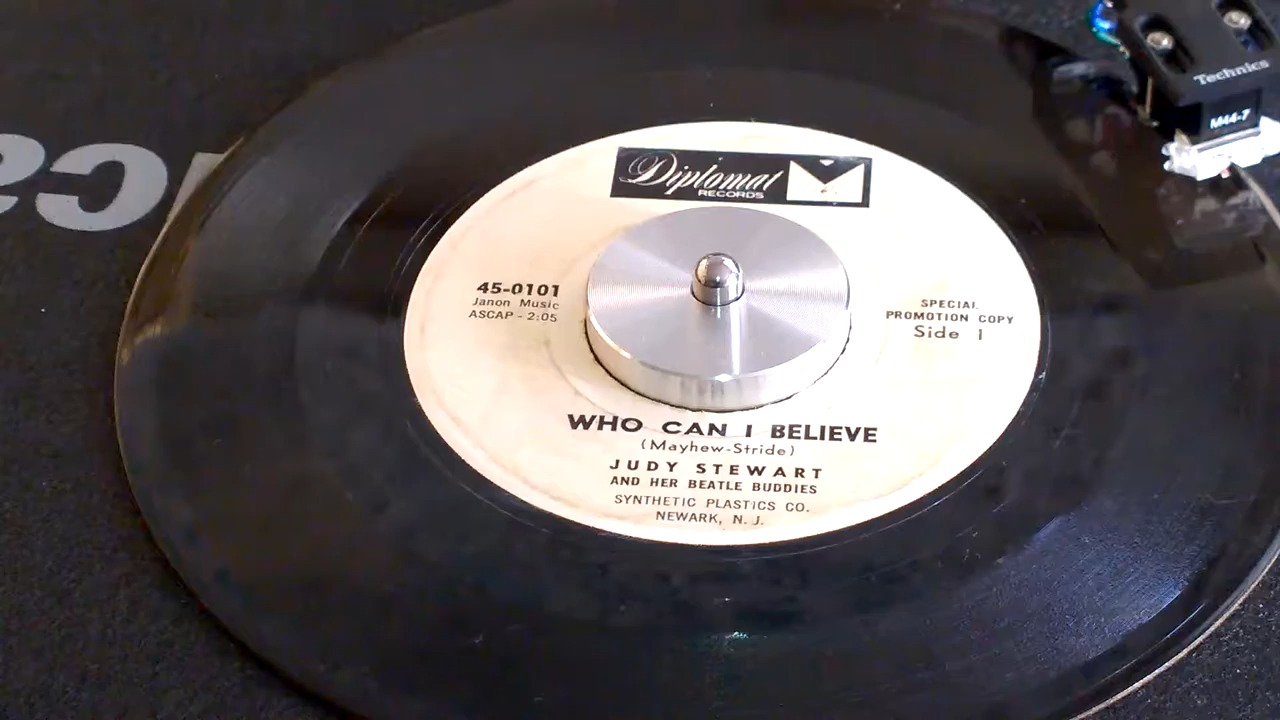 Technics
M44-7
Diplomat
RECORDS
45-0101
Janon Music
ASCAP - 2:05
SPECIAL
PROMOTION COPY
Side 1
WHO CAN I BELIEVE
(Mayhew-Stride)
JUDY STEWART
AND HER BEATLE BUDDIES
SYNTHETIC PLASTICS CO.
NEWARK, N. J.